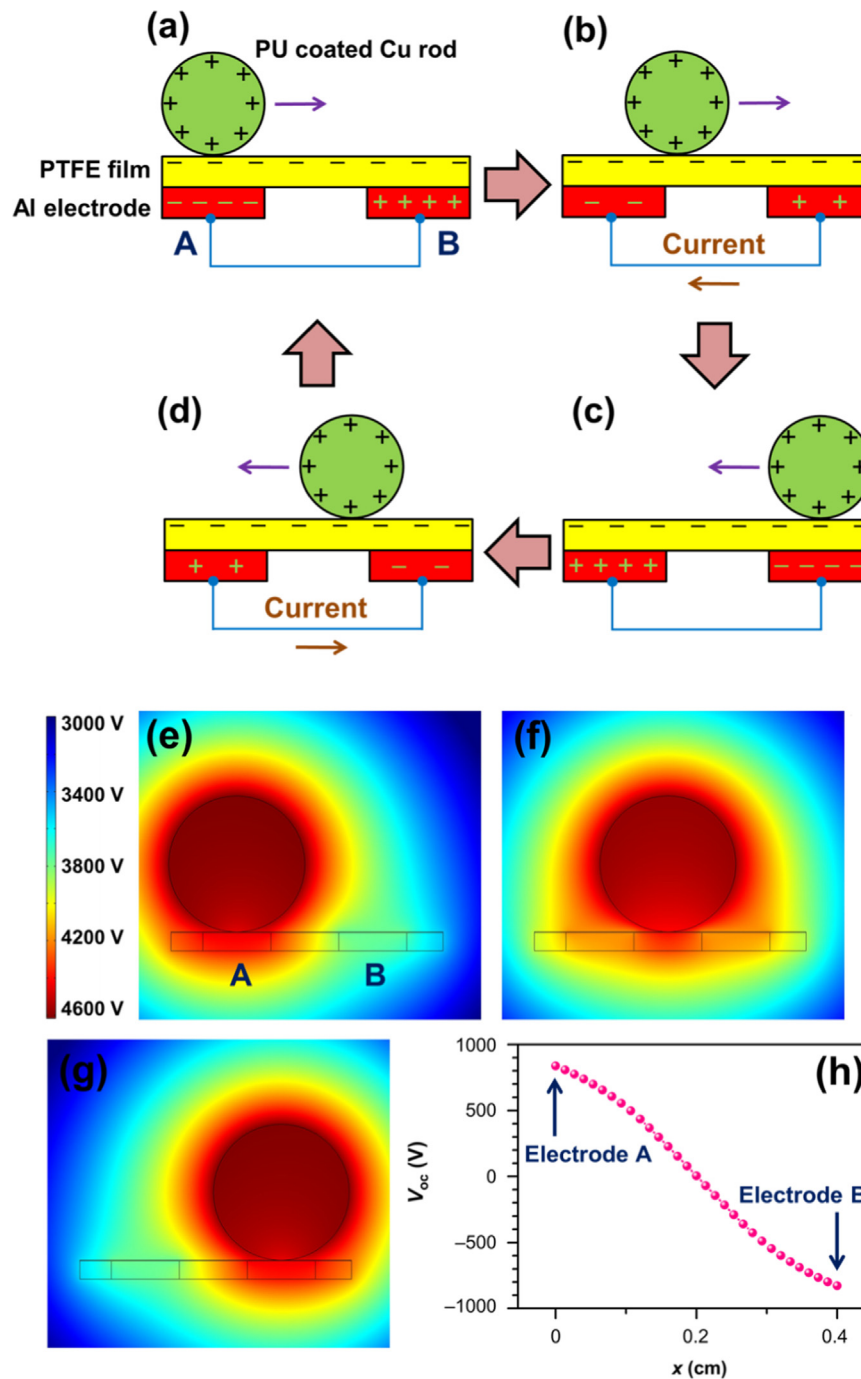 (a)
PU coated Cu rod
(b)
PTFE film
Al electrode
A
B
Current
(d)
(c)
Current
3000 V
3400 V
3800 V
4200 V
4600 V
(e)
A
B
(f)
(g)
(h)
1000
500
0
–500
–1000
V_oc (V)
Electrode A
Electrode B
0
0.2
0.4
x (cm)